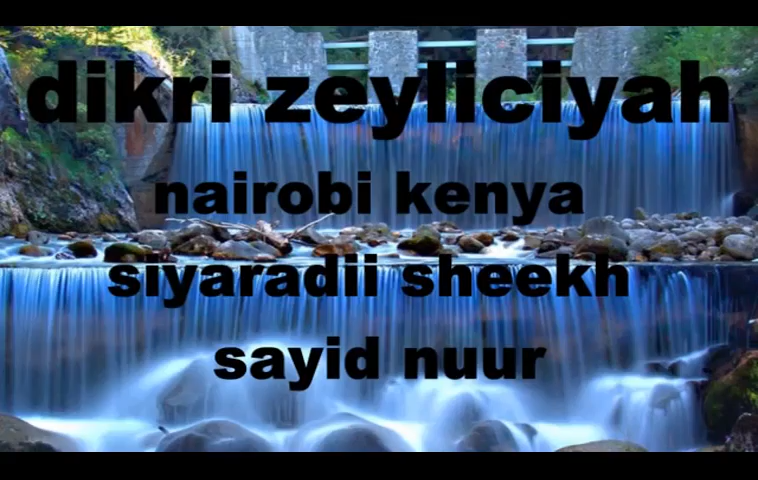 dikri zeyliciyah
nairobi kenya
siyaradii sheekh
sayid nuur